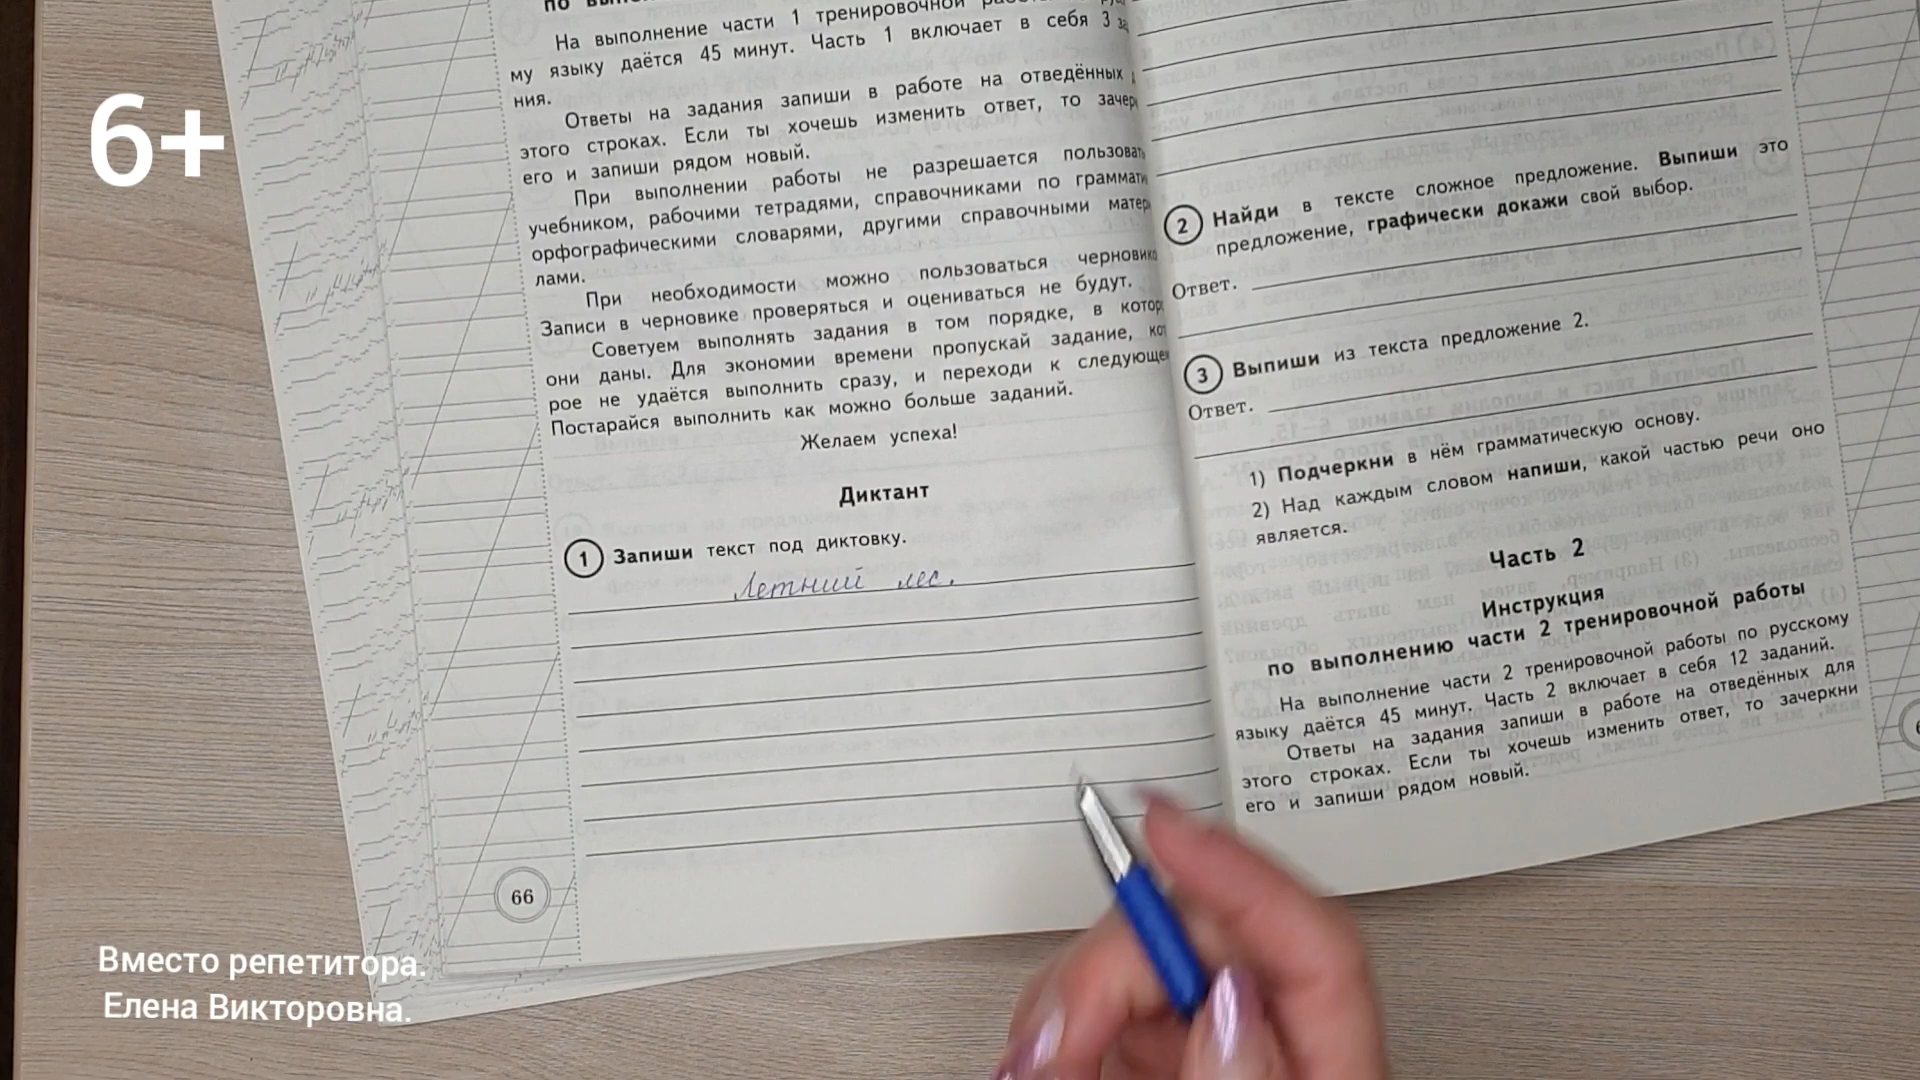 6+
по
На выполнение части 1 тренировочной
му языку даётся 45 минут. Часть 1 включает в себя 3
ния.
Ответы на задания запиши в работе на отведённых
этого строках. Если ты хочешь изменить ответ, то зачер
его и запиши рядом новый.
При выполнении работы не разрешается пользоват
учебником, рабочими тетрадями, справочниками по граммати
орфографическими словарями, другими справочными матер
лами.
При необходимости можно пользоваться чернови
Записи в черновике проверяться и оцениваться не будут.
Советуем выполнять задания в том порядке, в котор
они даны. Для экономии времени пропускай задание, ко
рое не удаётся выполнить сразу, и переходи к следующе
Постарайся выполнить как можно больше заданий.
Желаем успеха!
Диктант
1 Запиши текст под диктовку.
Летний лес.
66
2 Найди в тексте сложное предложение. Выпиши это
предложение, графически докажи свой выбор.
Ответ.
3 Выпиши из текста предложение 2.
Ответ.
1) Подчеркни в нём грамматическую основу.
2) Над каждым словом напиши, какой частью речи оно
является.
Часть 2
Инструкция
по выполнению части 2 тренировочной работы
На выполнение части 2 тренировочной работы по русскому
языку даётся 45 минут. Часть 2 включает в себя 12 заданий.
Ответы на задания запиши в работе на отведённых для
этого строках. Если ты хочешь изменить ответ, то зачеркни
его и запиши рядом новый.
Вместо репетитора.
Елена Викторовна.